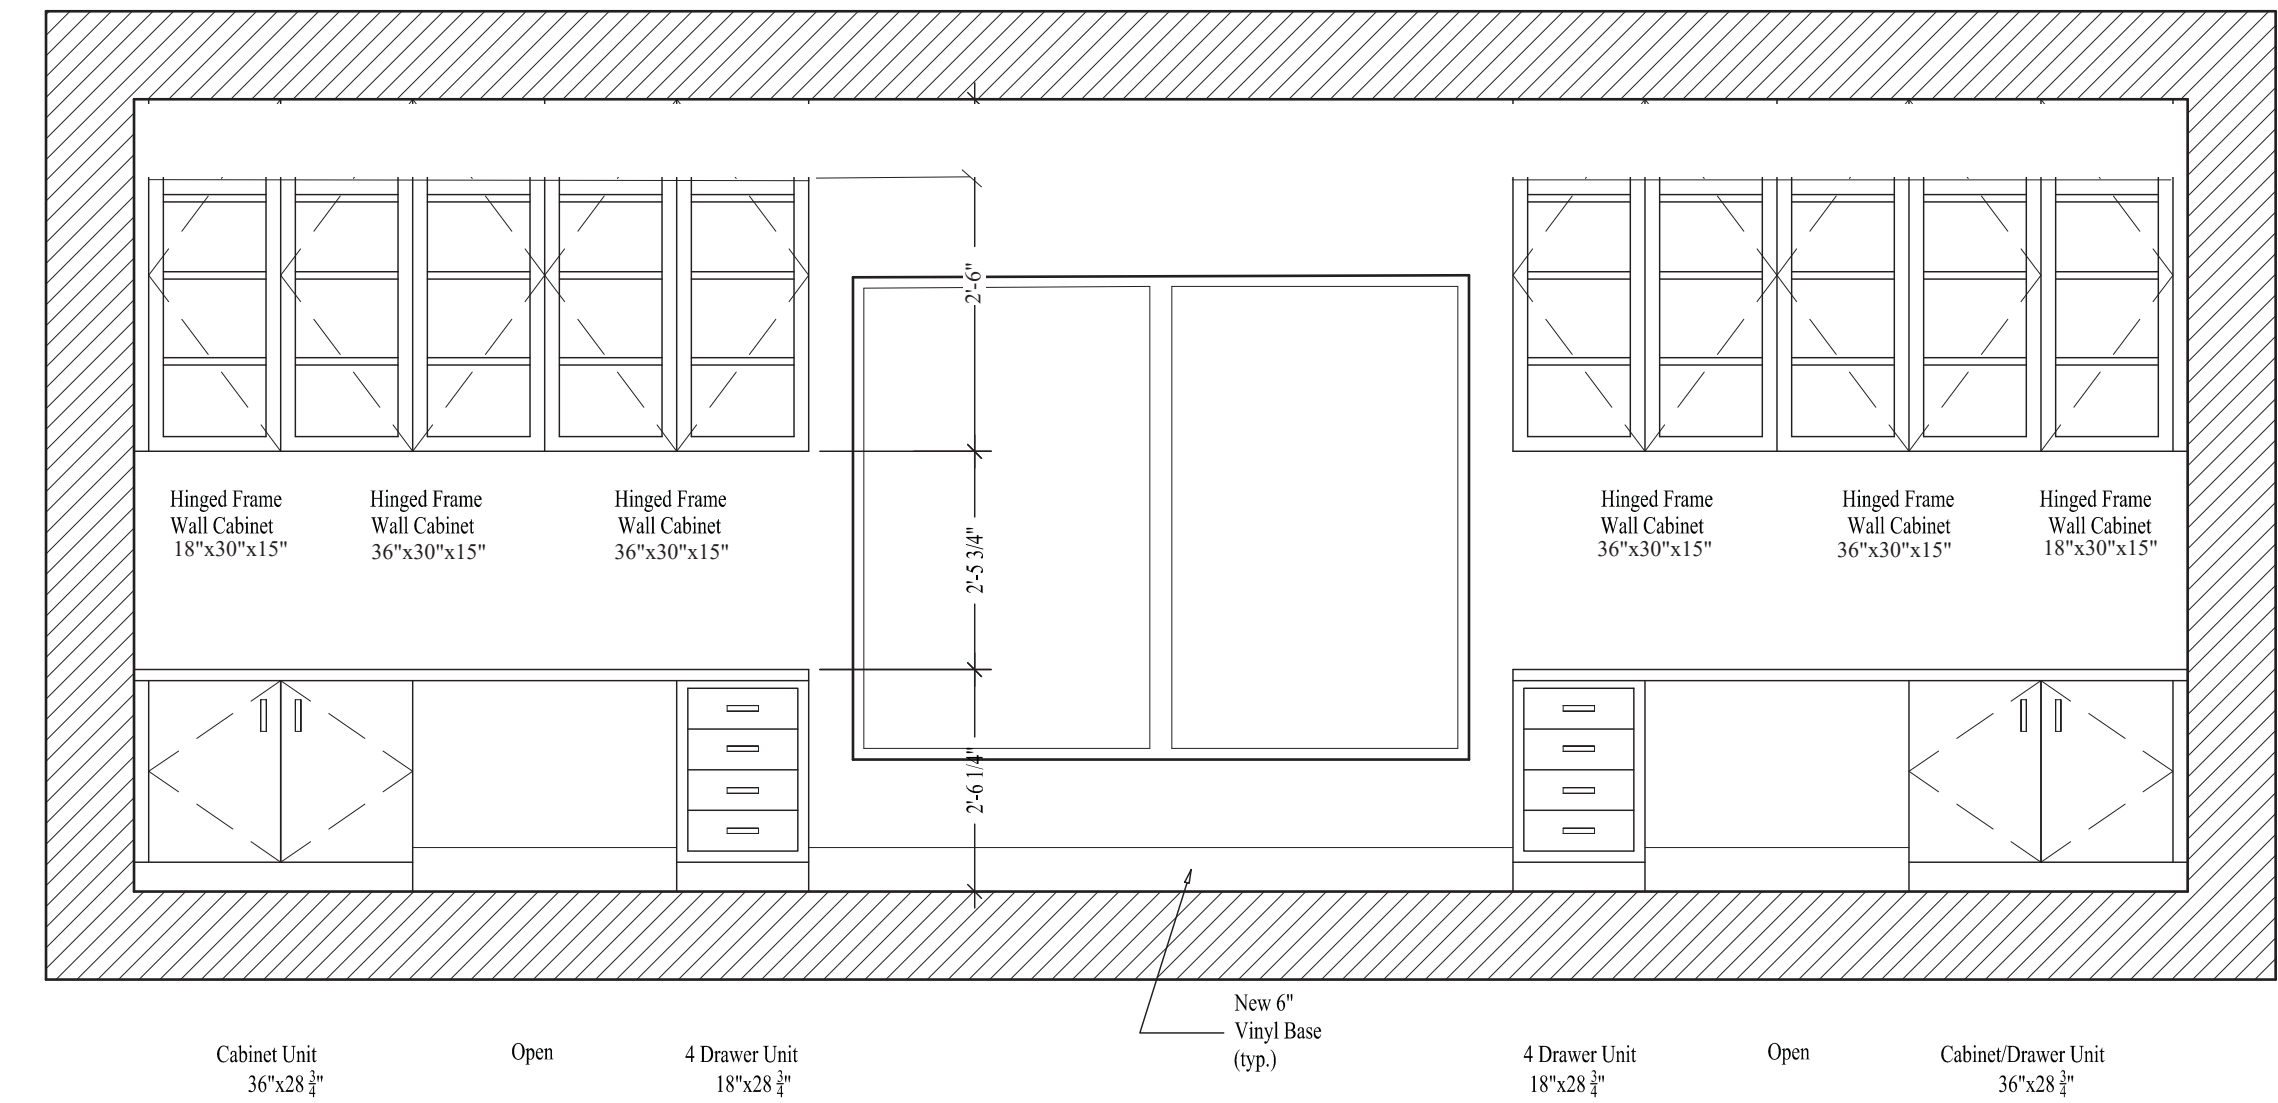 2'-6"
Hinged Frame
Wall Cabinet
18"x30"x15"
Hinged Frame
Wall Cabinet
36"x30"x15"
Hinged Frame
Wall Cabinet
36"x30"x15"
2'-5 3/4"
Hinged Frame
Wall Cabinet
36"x30"x15"
Hinged Frame
Wall Cabinet
36"x30"x15"
Hinged Frame
Wall Cabinet
18"x30"x15"
2'-6 1/4"
New 6"
Vinyl Base
(typ.)
Cabinet Unit
36"x28 3/4"
Open
4 Drawer Unit
18"x28 3/4"
4 Drawer Unit
18"x28 3/4"
Open
Cabinet/Drawer Unit
36"x28 3/4"